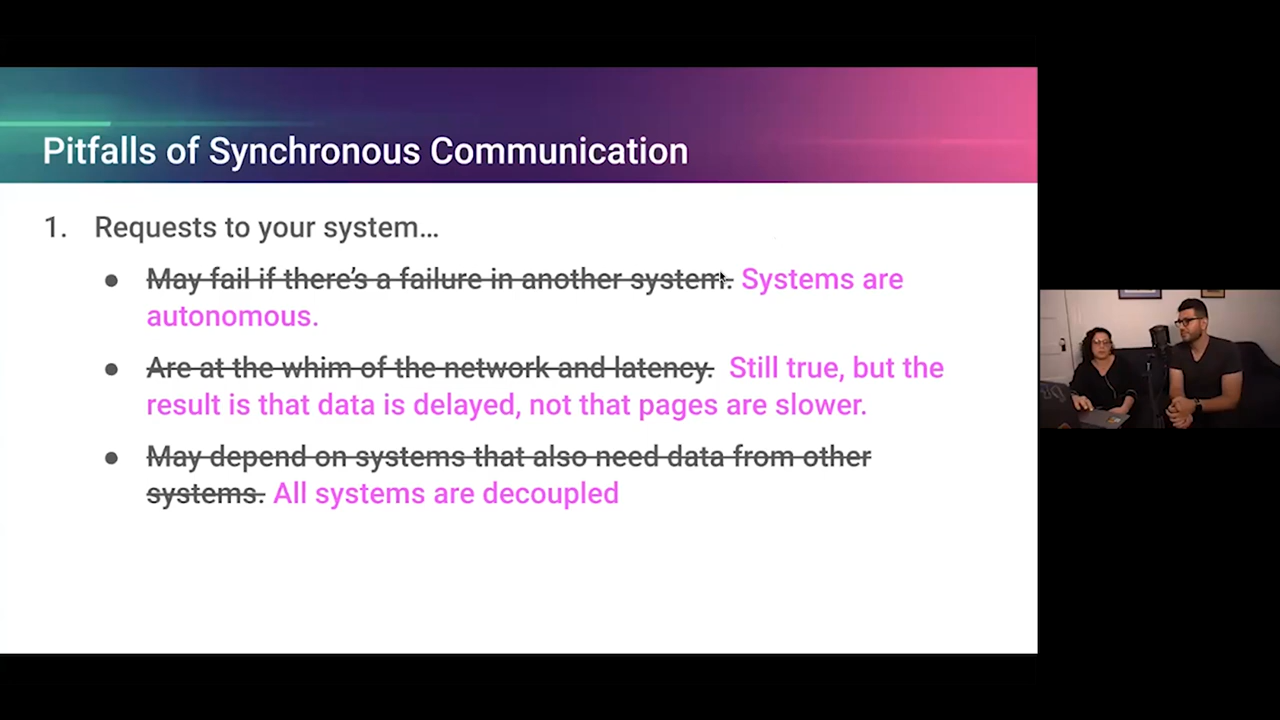 Pitfalls of Synchronous Communication
1. Requests to your system…
● May fail if there's a failure in another system. Systems are
autonomous.
● Are at the whim of the network and latency. Still true, but the
result is that data is delayed, not that pages are slower.
● May depend on systems that also need data from other
systems. All systems are decoupled